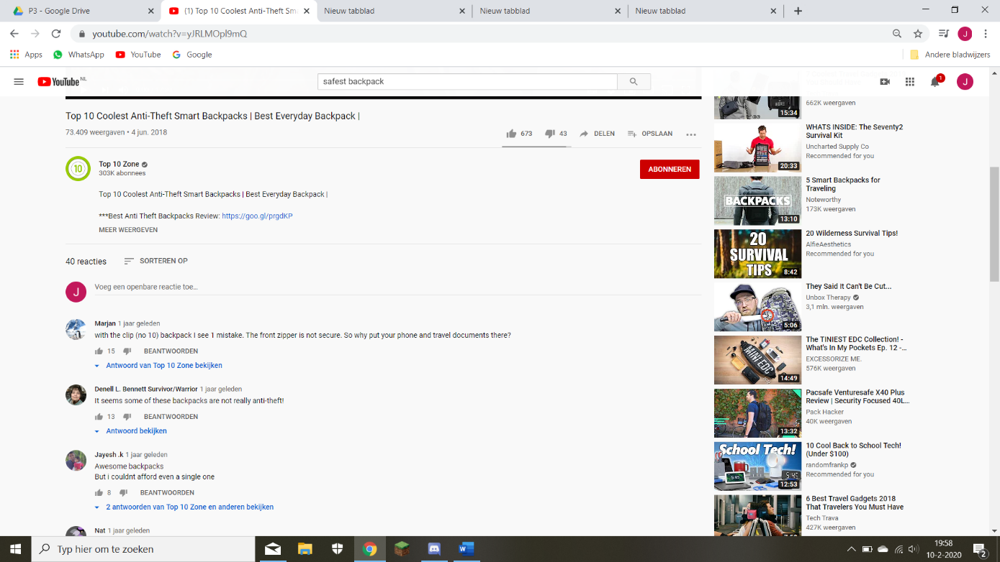 P3 - Google Drive
(1) Top 10 Coolest Anti-Theft Sm
Nieuw tabblad
Nieuw tabblad
Nieuw tabblad
youtube.com/watch?v=yJRLMOpl9mQ
J
Apps
WhatsApp
YouTube
Google
Andere bladwijzers
YouTube NL
safest backpack
1
J
Top 10 Coolest Anti-Theft Smart Backpacks | Best Everyday Backpack |
73.409 weergaven • 4 jun. 2018
673
43
DELEN
OPSLAAN
10
Top 10 Zone
303K abonnees
ABONNEREN
Top 10 Coolest Anti-Theft Smart Backpacks | Best Everyday Backpack |
***Best Anti Theft Backpacks Review: https://goo.gl/prgdKP
MEER WEERGEVEN
40 reacties
SORTEREN OP
J
Voeg een openbare reactie toe...
Marjan 1 jaar geleden
with the clip (no 10) backpack I see 1 mistake. The front zipper is not secure. So why put your phone and travel documents there?
15
BEANTWOORDEN
Antwoord van Top 10 Zone bekijken
Denell L. Bennett Survivor/Warrior 1 jaar geleden
It seems some of these backpacks are not really anti-theft!
13
BEANTWOORDEN
Antwoord bekijken
Jayesh .k 1 jaar geleden
Awesome backpacks
But i couldnt afford even a single one
8
BEANTWOORDEN
2 antwoorden van Top 10 Zone en anderen bekijken
Nat 1 jaar geleden
15:34
662K weergaven
20:33
WHATS INSIDE: The Seventy2
Survival Kit
Uncharted Supply Co
Recommended for you
BACKPACKS
13:10
5 Smart Backpacks for
Traveling
Noteworthy
173K weergaven
20
SURVIVAL
TIPS
8:42
20 Wilderness Survival Tips!
AlfieAesthetics
Recommended for you
5:06
They Said It Can't Be Cut...
Unbox Therapy
3,1 mln. weergaven
MINI EDC
14:49
The TINIEST EDC Collection! -
What's In My Pockets Ep. 12 -...
EXCESSORIZE ME.
576K weergaven
13:32
Pacsafe Venturesafe X40 Plus
Review | Security Focused 40L...
Pack Hacker
40K weergaven
School Tech!
5:45
5:45
12:53
10 Cool Back to School Tech!
(Under $100)
randomfrankp
Recommended for you
6 Best Travel Gadgets 2018
That Travelers You Must Have
Tech Trava
427K weergaven
Typ hier om te zoeken
W
19:58
10-2-2020
2